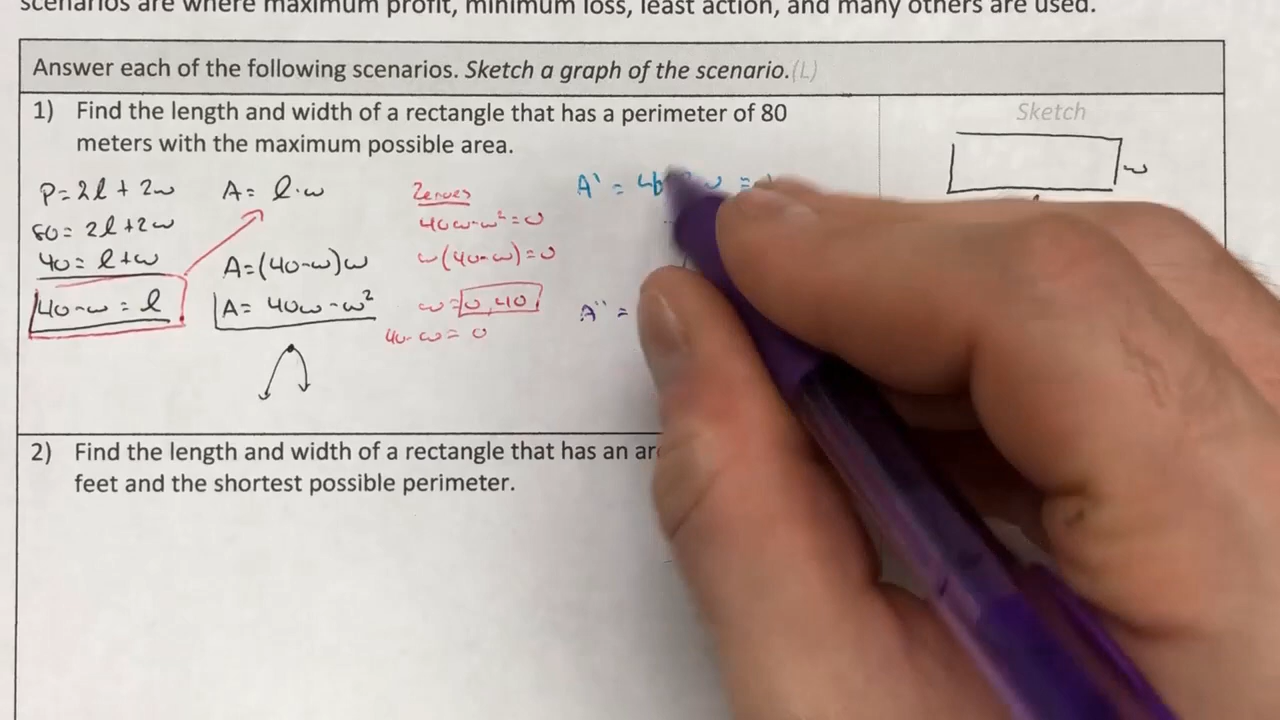 scenarios are where maximum profit, minimum loss, least action, and many others are used.
Answer each of the following scenarios. Sketch a graph of the scenario. (L)
1) Find the length and width of a rectangle that has a perimeter of 80
meters with the maximum possible area.
Sketch
P = 2l + 2w
80 = 2l + 2w
40 = l + w
40 - w = l
A = l · w
A = (40 - w)w
A = 40w - w²
Zeroes
40w - w² = 0
w(40 - w) = 0
w = 0, 40
40 - w = 0
A' =
A'' =
w
2) Find the length and width of a rectangle that has an
feet and the shortest possible perimeter.